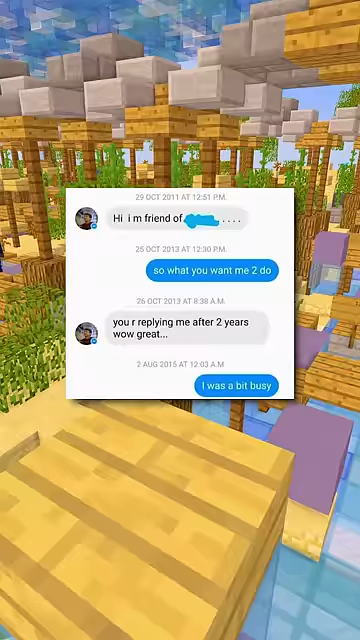 29 OCT 2011 AT 12:51 P.M.
Hi i m friend of . . . .
25 OCT 2013 AT 12:30 P.M.
so what you want me 2 do
26 OCT 2013 AT 8:38 A.M.
you r replying me after 2 years
wow great...
2 AUG 2015 AT 12:03 A.M
I was a bit busy